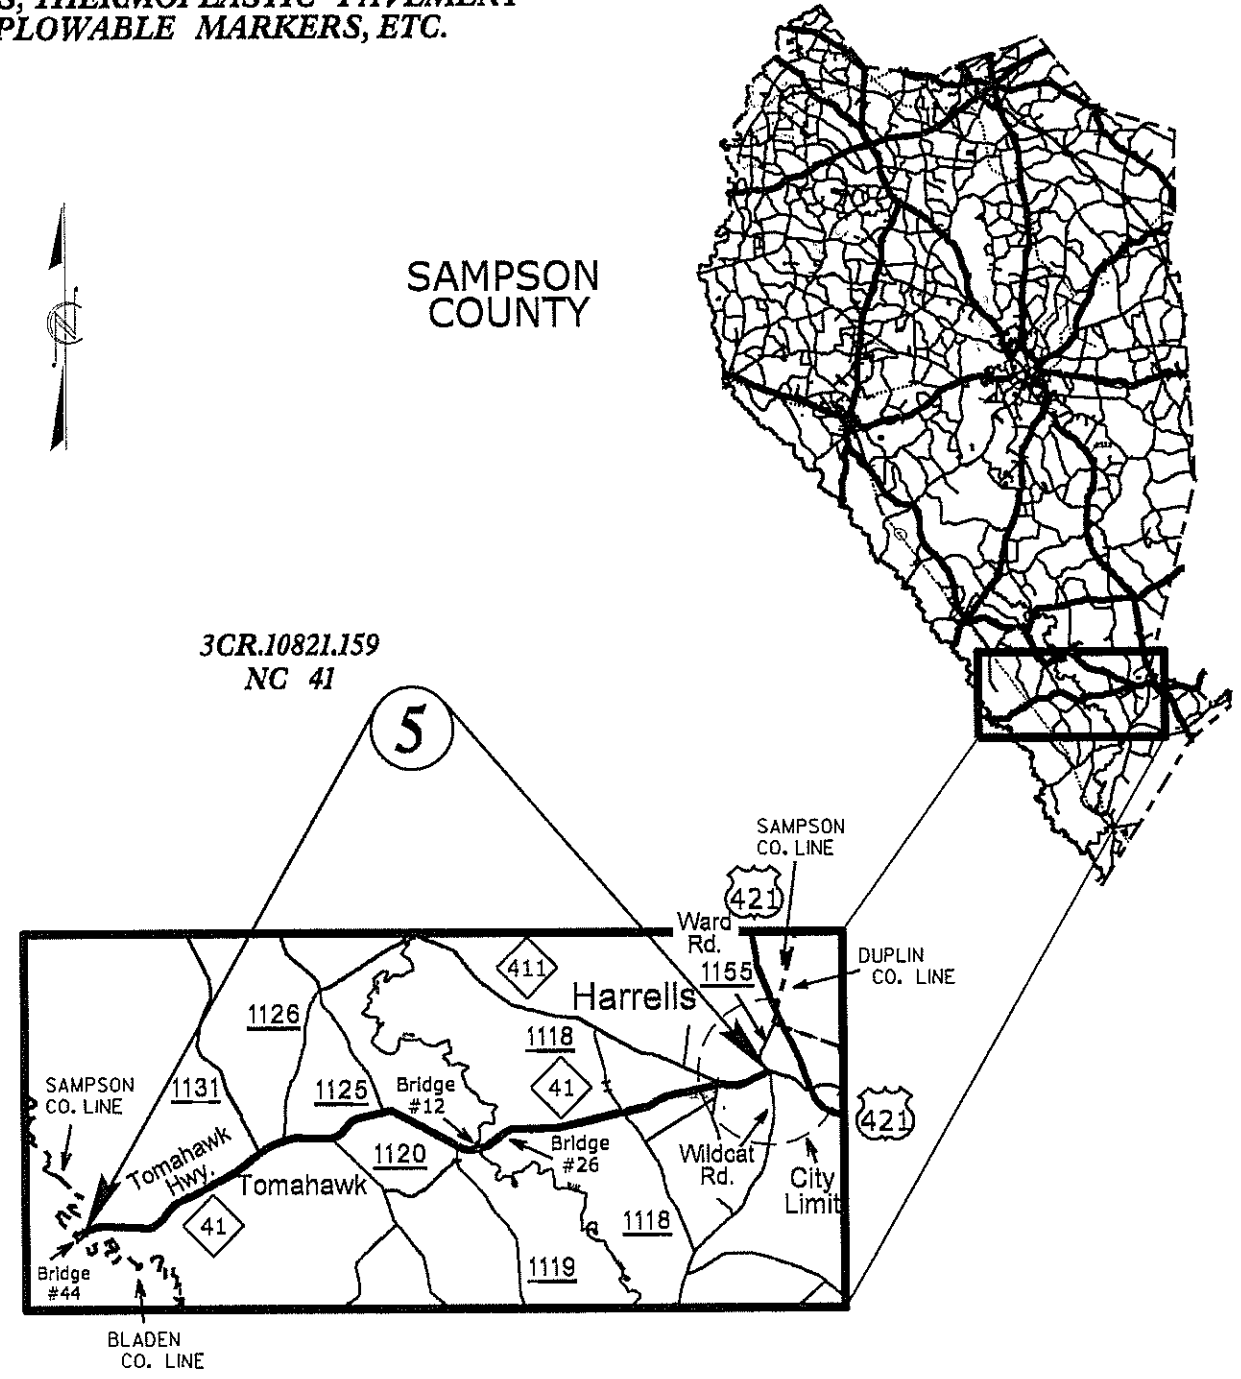 S, THERMOPLASTIC PAVEMENT
PLOWABLE MARKERS, ETC.
N
SAMPSON
COUNTY
3CR.10821.159
NC 41
5
SAMPSON
CO. LINE
421
Ward
Rd.
1155
DUPLIN
CO. LINE
411
Harrells
1126
1118
SAMPSON
CO. LINE
1131
1125
Bridge
#12
41
421
Tomahawk
Hwy.
Tomahawk
1120
Bridge
#26
Wildcat
Rd.
City
Limit
41
1118
Bridge
#44
1119
BLADEN
CO. LINE